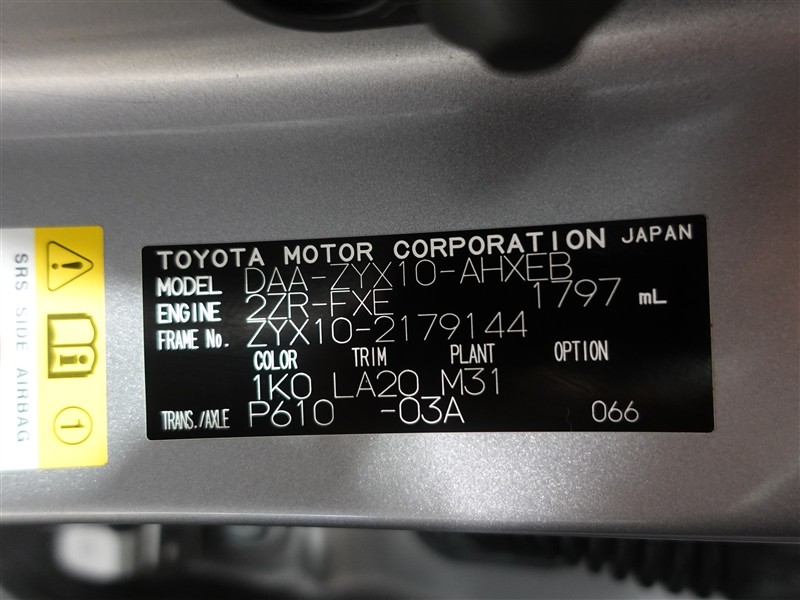 TOYOTA MOTOR CORPORATION JAPAN
MODEL DAA-ZYX10-AHXEB
ENGINE 2ZR-FXE 1797 mL
FRAME No. ZYX10-2179144
COLOR TRIM PLANT OPTION
1K0 LA20 M31
TRANS./AXLE P610 -03A 066
SRS SIDE AIRBAG
1